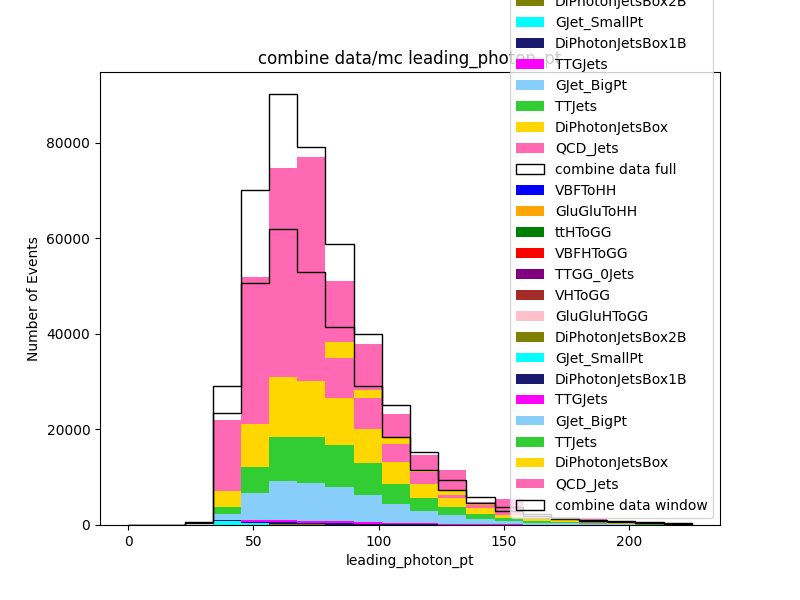 DiPhotonJetsBox2B
GJet_SmallPt
DiPhotonJetsBox1B
combine data/mc leading_photon_pt
TTGJets
GJet_BigPt
TTJets
DiPhotonJetsBox
QCD_Jets
combine data full
VBFToHH
GluGluToHH
ttHToGG
VBFHToGG
TTGG_0Jets
VHToGG
GluGluHToGG
DiPhotonJetsBox2B
GJet_SmallPt
DiPhotonJetsBox1B
TTGJets
GJet_BigPt
TTJets
DiPhotonJetsBox
QCD_Jets
combine data window
Number of Events
80000
60000
40000
20000
0
0 50 100 150 200
leading_photon_pt